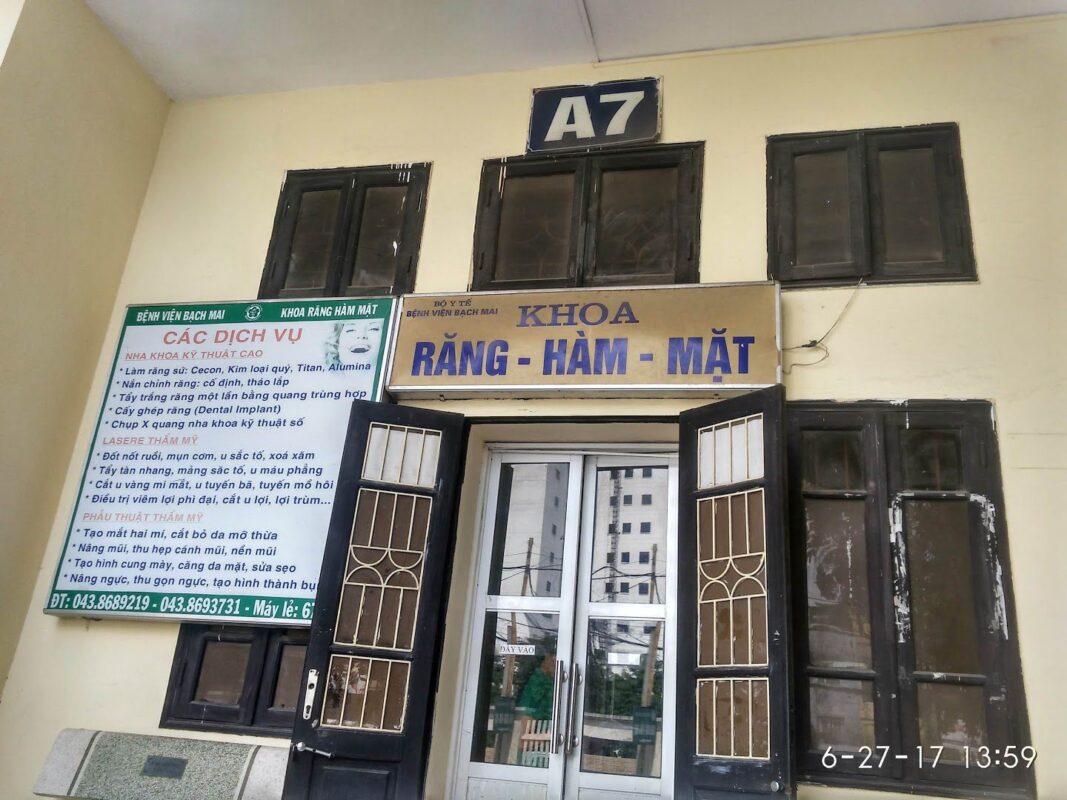 A7
BỆNH VIỆN BẠCH MAI KHOA RĂNG HÀM MẶT
CÁC DỊCH VỤ
NHA KHOA KỸ THUẬT CAO
* Làm răng sứ: Cecon, Kim loại quý, Titan, Alumina
* Nắn chỉnh răng: cố định, tháo lắp
* Tẩy trắng răng một lần bằng quang trùng hợp
* Cấy ghép răng (Dental Implant)
* Chụp X quang nha khoa kỹ thuật số
LASERE THẨM MỸ
* Đốt nốt ruồi, mụn cơm, u sắc tố, xoá xăm
* Tẩy tàn nhang, mảng săc tố, u máu phẳng
* Cắt u vàng mi mắt, u tuyến bã, tuyến mồ hôi
* Điều trị viêm lợi phì đại, cắt u lợi, lợi trùm...
PHẪU THUẬT THẨM MỸ
* Tạo mắt hai mí, cắt bỏ da mỡ thừa
* Nâng mũi, thu hẹp cánh mũi, nền mũi
* Tạo hình cung mày, căng da mặt, sửa sẹo
* Nâng ngực, thu gọn ngực, tạo hình thành
ĐT: 043.8689219 - 043.8693731 - Máy lẻ:
BỘ Y TẾ
BỆNH VIỆN BẠCH MAI
KHOA
RĂNG - HÀM - MẶT
ĐẨY VÀO
6-27-17 13:59